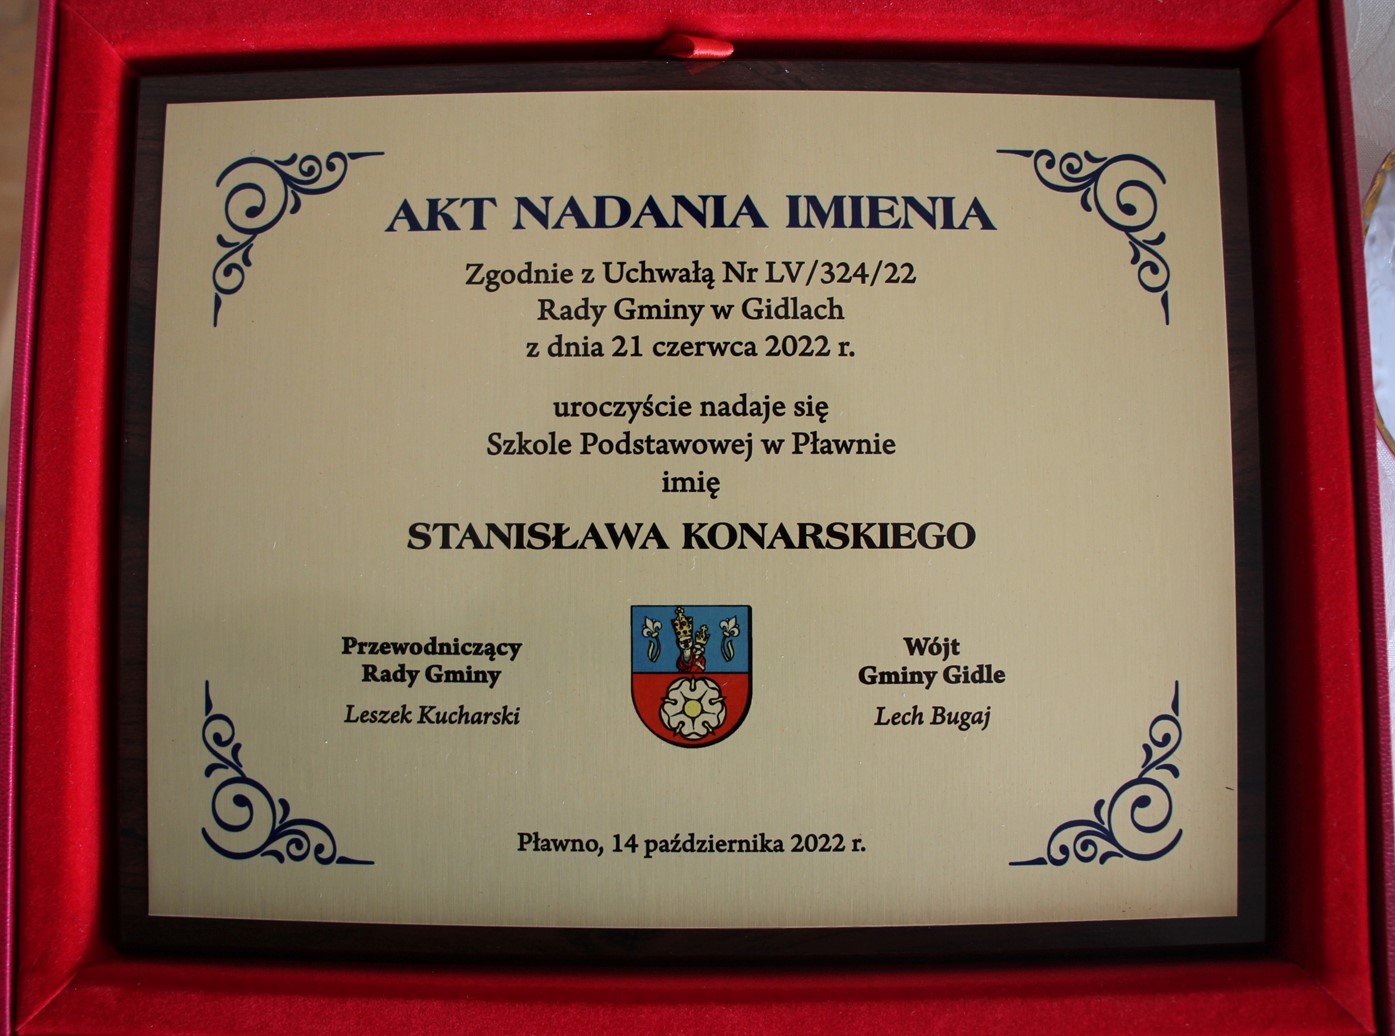 AKT NADANIA IMIENIA
Zgodnie z Uchwałą Nr LV/324/22
Rady Gminy w Gidlach
z dnia 21 czerwca 2022 r.
uroczyście nadaje się
Szkole Podstawowej w Pławnie
imię
STANISŁAWA KONARSKIEGO
Przewodniczący
Rady Gminy
Leszek Kucharski
Wójt
Gminy Gidle
Lech Bugaj
Pławno, 14 października 2022 r.